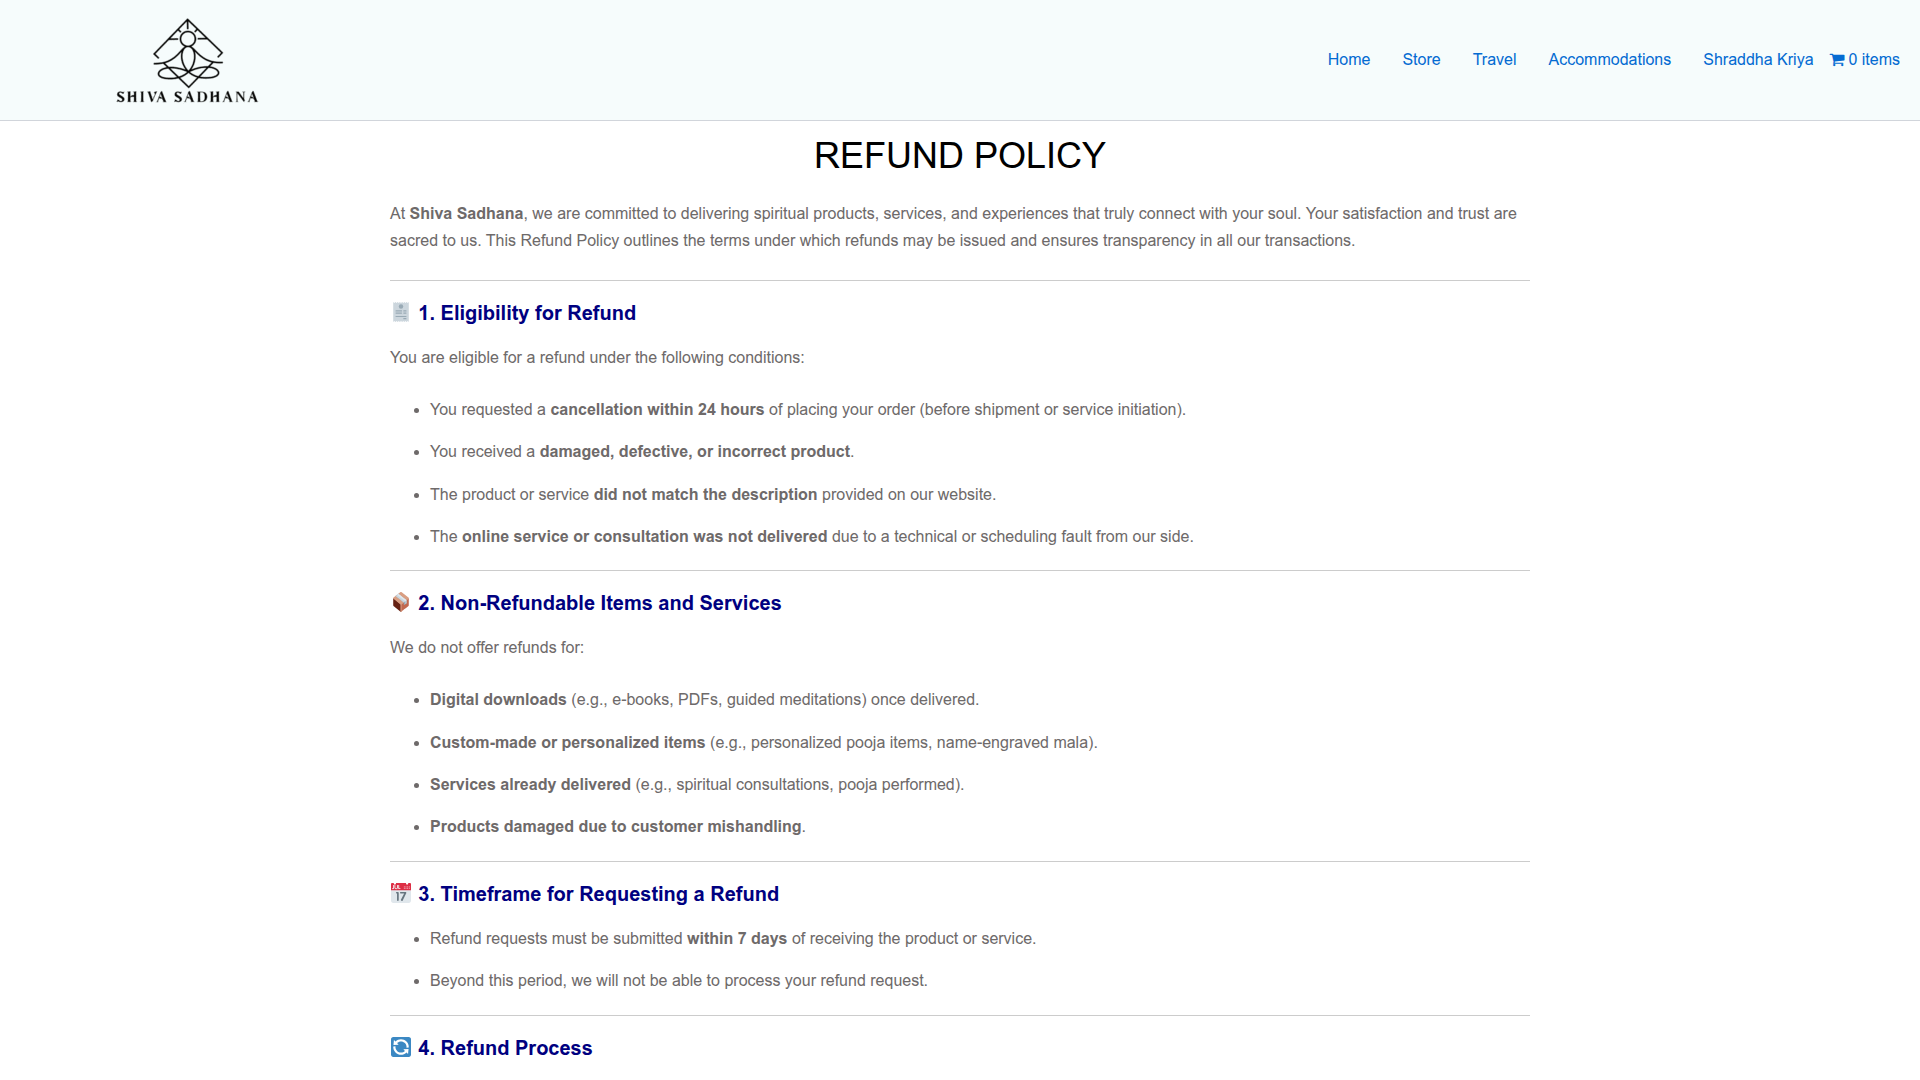 SHIVA SADHANA
Home Store Travel Accommodations Shraddha Kriya 0 items
REFUND POLICY
At Shiva Sadhana, we are committed to delivering spiritual products, services, and experiences that truly connect with your soul. Your satisfaction and trust are
sacred to us. This Refund Policy outlines the terms under which refunds may be issued and ensures transparency in all our transactions.
1. Eligibility for Refund
You are eligible for a refund under the following conditions:
• You requested a cancellation within 24 hours of placing your order (before shipment or service initiation).
• You received a damaged, defective, or incorrect product.
• The product or service did not match the description provided on our website.
• The online service or consultation was not delivered due to a technical or scheduling fault from our side.
2. Non-Refundable Items and Services
We do not offer refunds for:
• Digital downloads (e.g., e-books, PDFs, guided meditations) once delivered.
• Custom-made or personalized items (e.g., personalized pooja items, name-engraved mala).
• Services already delivered (e.g., spiritual consultations, pooja performed).
• Products damaged due to customer mishandling.
3. Timeframe for Requesting a Refund
• Refund requests must be submitted within 7 days of receiving the product or service.
• Beyond this period, we will not be able to process your refund request.
4. Refund Process